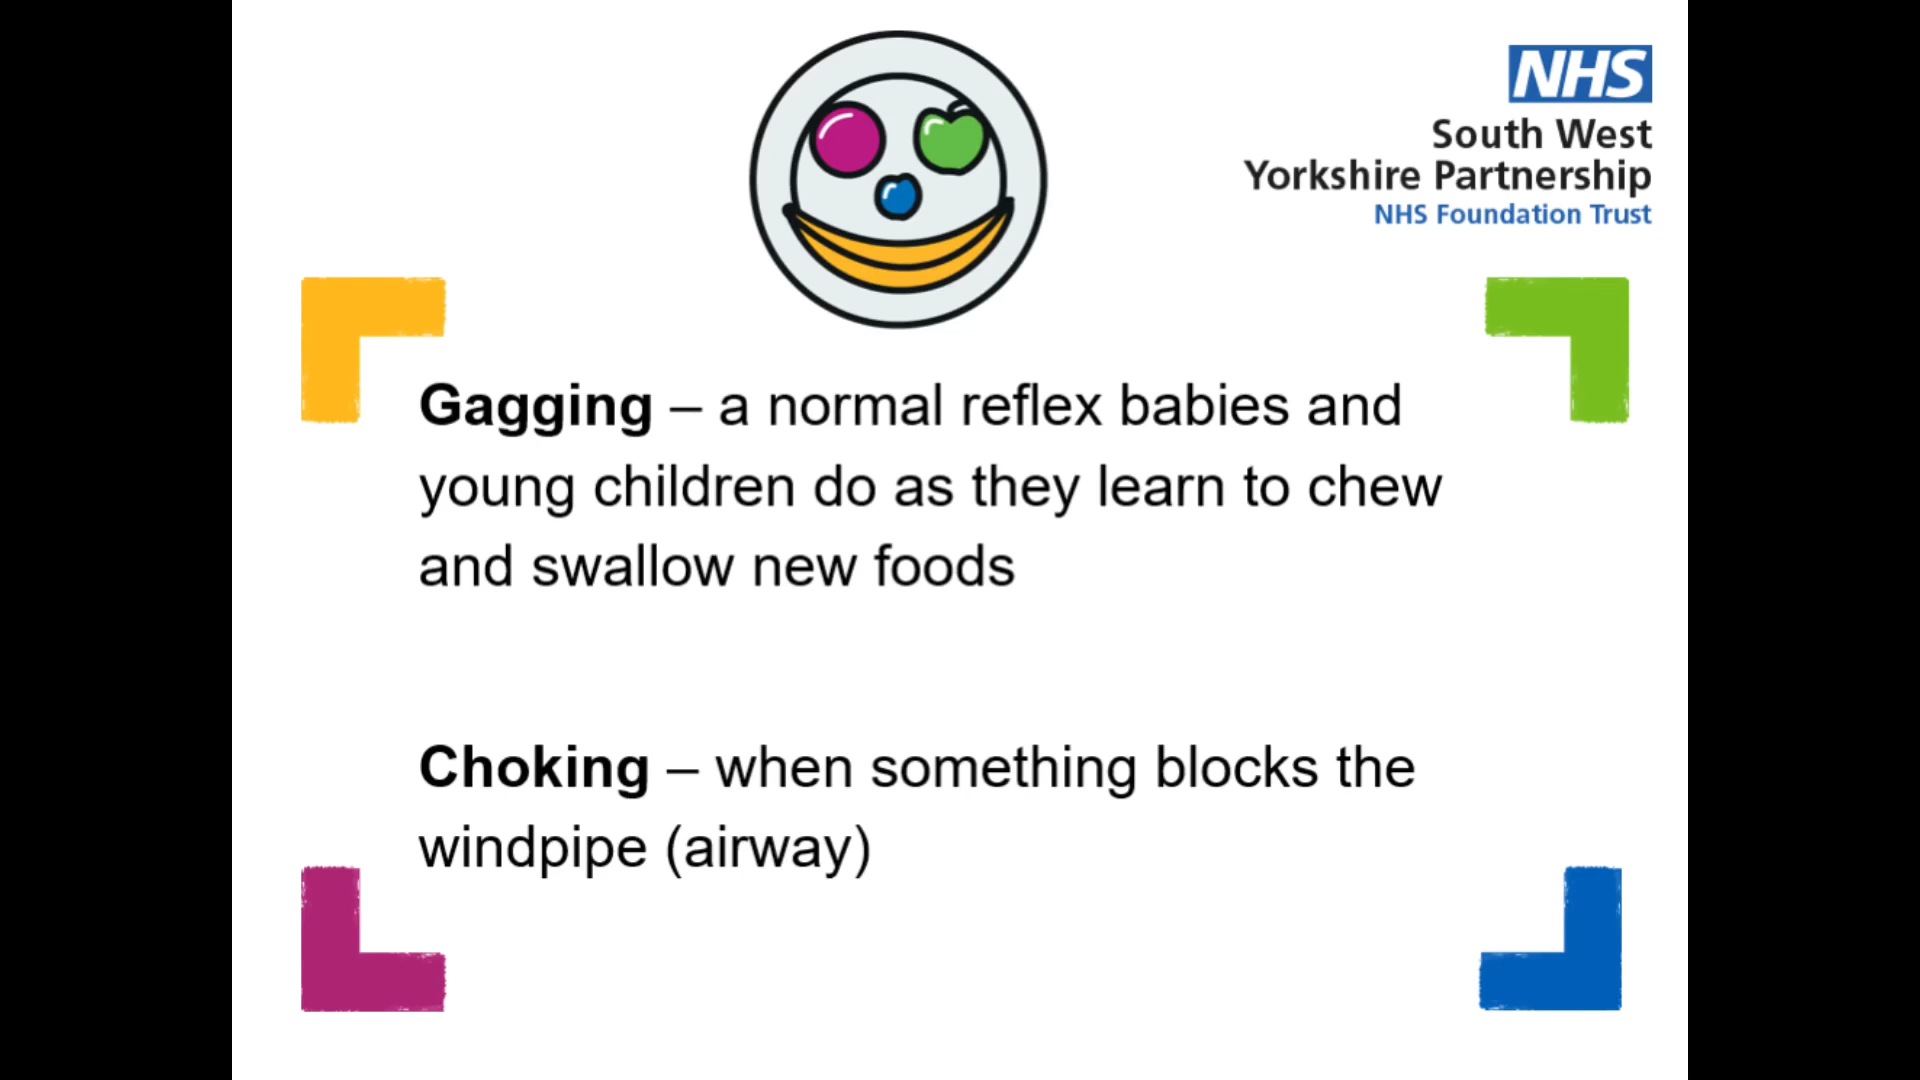 NHS
South West
Yorkshire Partnership
NHS Foundation Trust
Gagging – a normal reflex babies and
young children do as they learn to chew
and swallow new foods
Choking – when something blocks the
windpipe (airway)